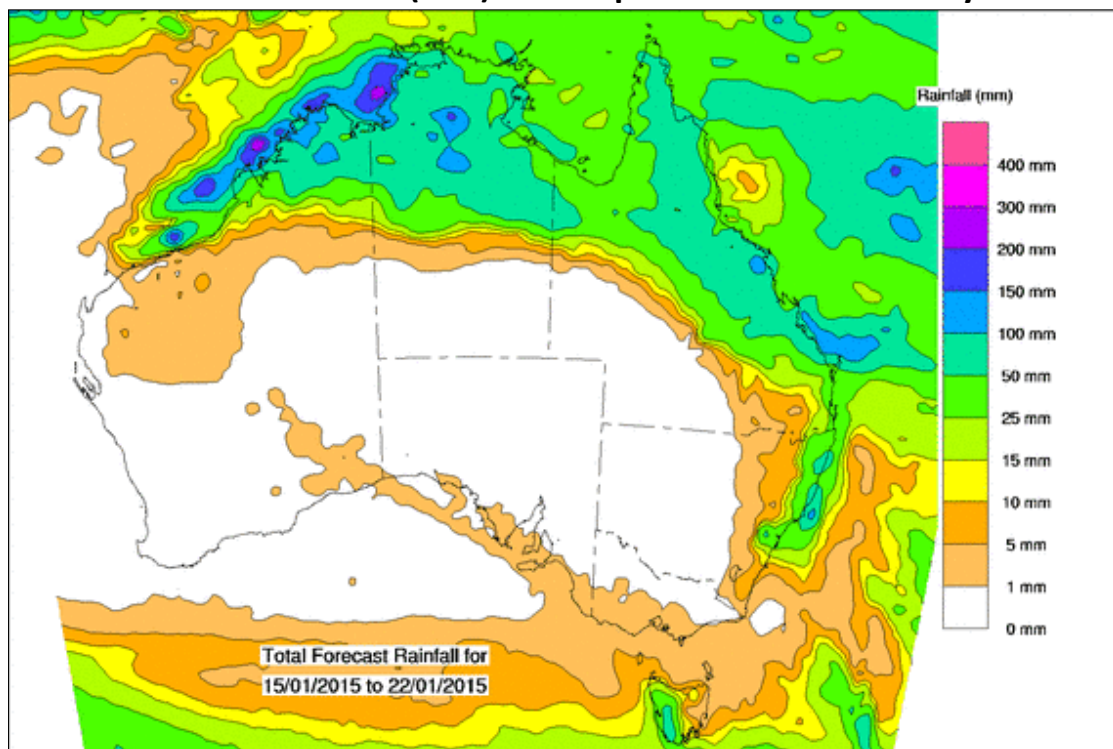 Rainfall (mm)
400 mm
300 mm
200 mm
150 mm
100 mm
50 mm
25 mm
15 mm
10 mm
5 mm
1 mm
0 mm
Total Forecast Rainfall for
15/01/2015 to 22/01/2015